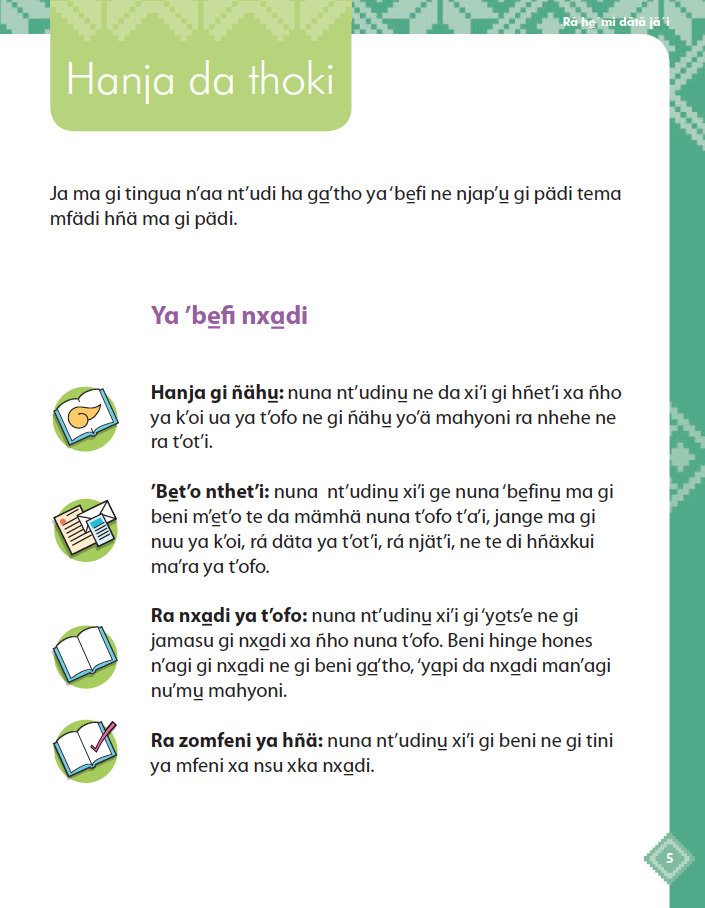 Rá he̲´mi dätä jä´i
Hanja da thoki
Ja ma gi tingua n’aa nt’udi ha ga̲’tho ya ‘be̲fi ne njap’u̲ gi pädi tema
mfädi hñä ma gi pädi.
Ya ’be̲fi nxa̲di
Hanja gi ñähu̲: nuna nt’udinu̲ ne da xi’i gi hñet’i xa ñho
ya k’oi ua ya t’ofo ne gi ñähu̲ yo’ä mahyoni ra nhehe ne
ra t’ot’i.
’Be̲t’o nthet’i: nuna nt’udinu̲ xi’i ge nuna ‘be̲finu̲ ma gi
beni m’e̲t’o te da mämhä nuna t’ofo t’a’i, jange ma gi
nuu ya k’oi, rá däta ya t’ot’i, rá njät’i, ne te di hñäxkui
ma’ra ya t’ofo.
Ra nxa̲di ya t’ofo: nuna nt’udinu̲ xi’i gi ‘yo̲ts’e ne gi
jamasu gi nxa̲di xa ñho nuna t’ofo. Beni hinge hones
n’agi gi nxa̲di ne gi beni ga̲’tho, ‘ya̲pi da nxa̲di man’agi
nu’mu̲ mahyoni.
Ra zomfeni ya hñä: nuna nt’udinu̲ xi’i gi beni ne gi tini
ya mfeni xa nsu xka nxa̲di.
5